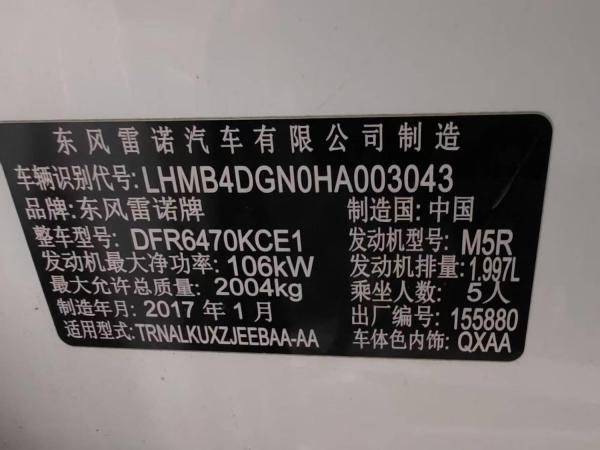 东风雷诺汽车有限公司制造
车辆识别代号: LHMB4DGN0HA003043
品牌: 东风雷诺牌 制造国: 中国
整车型号: DFR6470KCE1 发动机型号: M5R
发动机最大净功率: 106kW 发动机排量: 1.997L
最大允许总质量: 2004kg 乘坐人数: 5人
制造年月: 2017年1月 出厂编号: 155880
适用型式: TRNALKUXZJEEBAA-AA 车体色内饰: QXAA